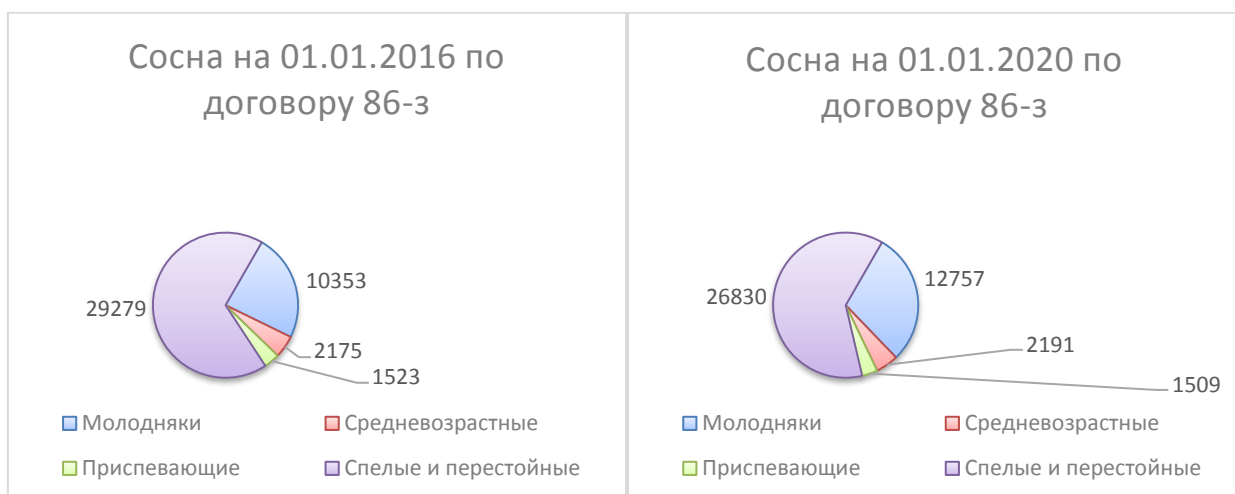 Сосна на 01.01.2016 по
договору 86-з
10353
29279
2175
1523
Молодняки
Средневозрастные
Приспевающие
Спелые и перестойные
Сосна на 01.01.2020 по
договору 86-з
12757
26830
2191
1509
Молодняки
Средневозрастные
Приспевающие
Спелые и перестойные